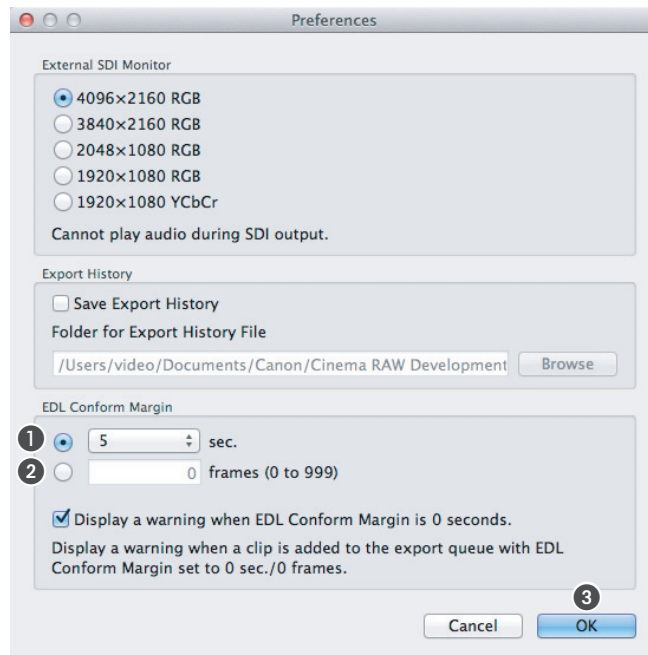 Preferences
External SDI Monitor
4096×2160 RGB
3840×2160 RGB
2048×1080 RGB
1920×1080 RGB
1920×1080 YCbCr
Cannot play audio during SDI output.
Export History
Save Export History
Folder for Export History File
/Users/video/Documents/Canon/Cinema RAW Development Browse
EDL Conform Margin
1 5 sec.
2 0 frames (0 to 999)
Display a warning when EDL Conform Margin is 0 seconds.
Display a warning when a clip is added to the export queue with EDL
Conform Margin set to 0 sec./0 frames.
3
Cancel OK